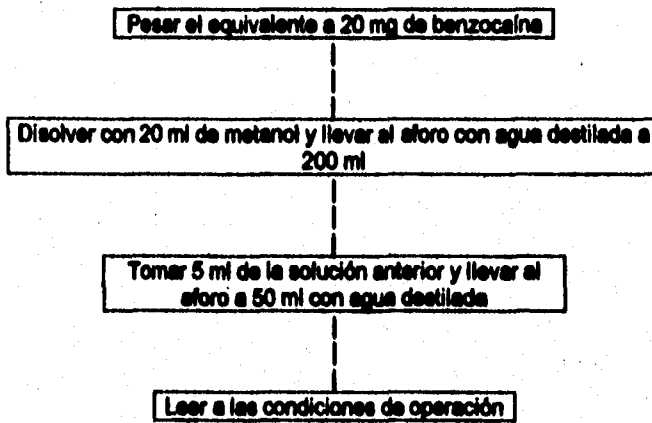 Pesar el equivalente a 20 mg de benzocaína
Disolver con 20 ml de metanol y llevar al aforo con agua destilada a
200 ml
Tomar 5 ml de la solución anterior y llevar al
aforo a 50 ml con agua destilada
Leer a las condiciones de operación